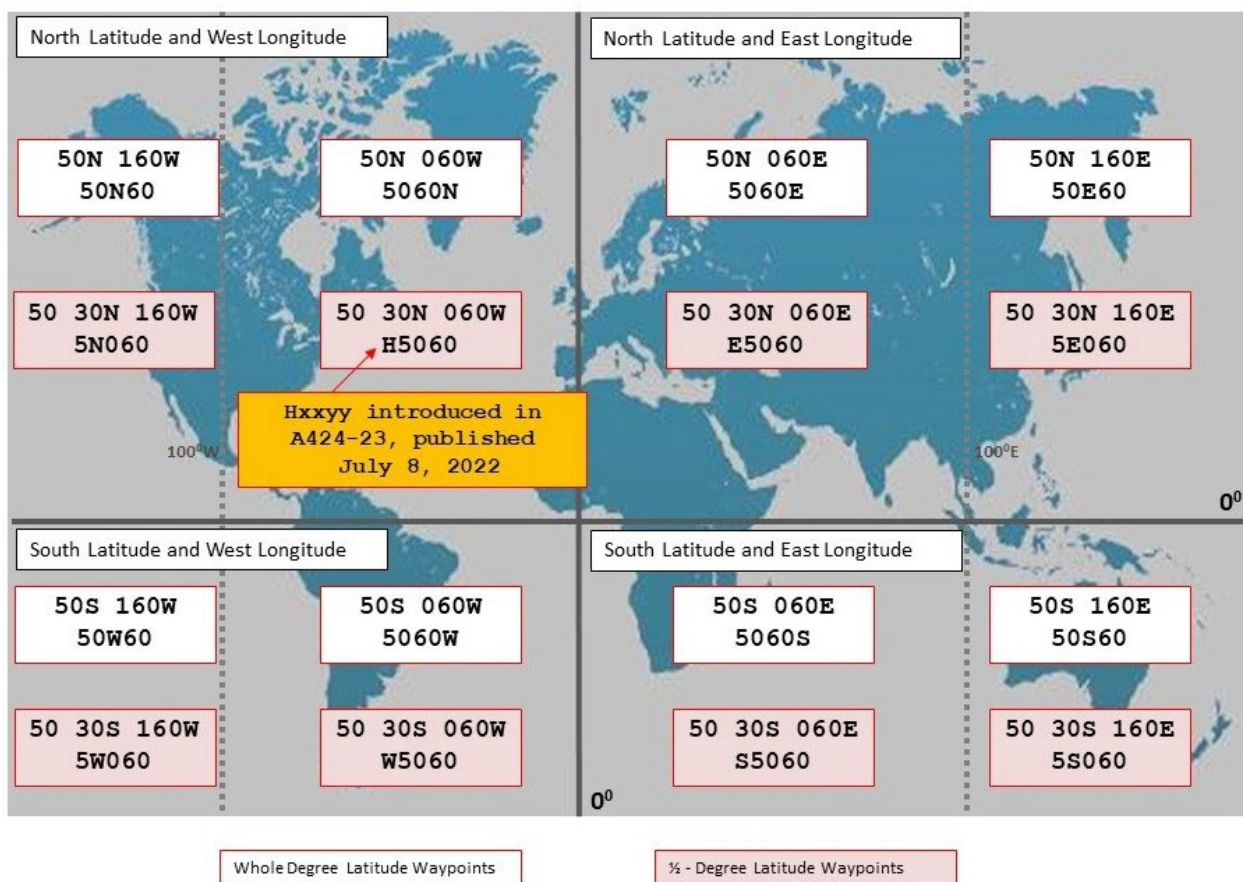 North Latitude and West Longitude
North Latitude and East Longitude
50N 160W
50N60
50N 060W
5060N
50N 060E
5060E
50N 160E
50E60
50 30N 160W
5N060
50 30N 060W
H5060
50 30N 060E
E5060
50 30N 160E
5E060
Hxxyy introduced in
A424-23, published
July 8, 2022
100⁰W
100⁰E
0⁰
South Latitude and West Longitude
South Latitude and East Longitude
50S 160W
50W60
50S 060W
5060W
50S 060E
5060S
50S 160E
50S60
50 30S 160W
5W060
50 30S 060W
W5060
50 30S 060E
S5060
50 30S 160E
5S060
0⁰
Whole Degree Latitude Waypoints
½ - Degree Latitude Waypoints